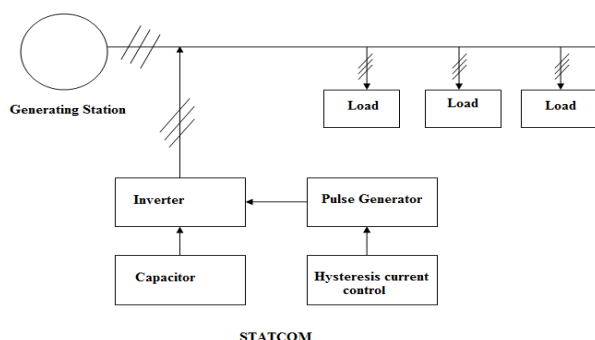 Generating Station
Load
Load
Load
Inverter
Pulse Generator
Capacitor
Hysteresis current
control
STATCOM